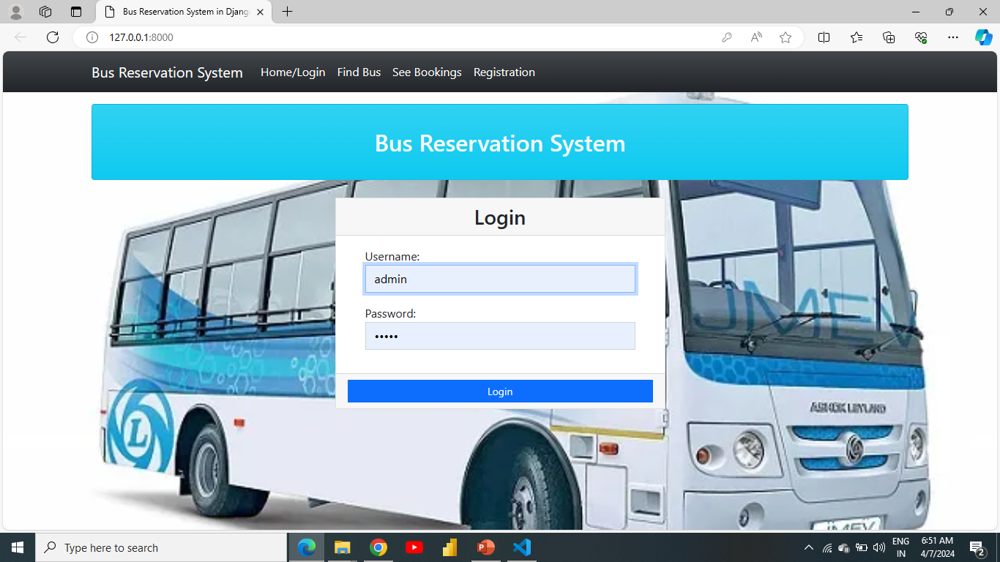 Bus Reservation System in Djang
127.0.0.1:8000
Bus Reservation System Home/Login Find Bus See Bookings Registration
Bus Reservation System
Login
Username:
admin
Password:
•••••
Login
JMEV
ASHOK LEYLAND
L
JMEV
Type here to search
ENG
IN
6:51 AM
4/7/2024
2